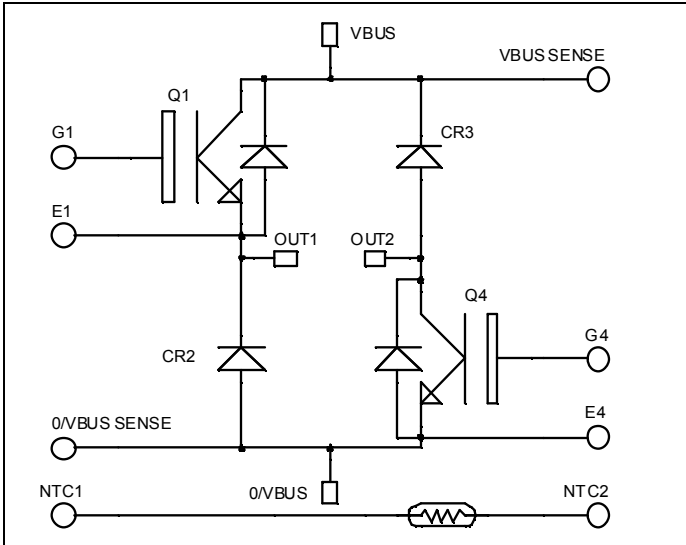 VBUS
VBUS SENSE
Q1
G1
CR3
E1
OUT1
OUT2
Q4
G4
CR2
E4
0/VBUS SENSE
NTC1
0/VBUS
NTC2